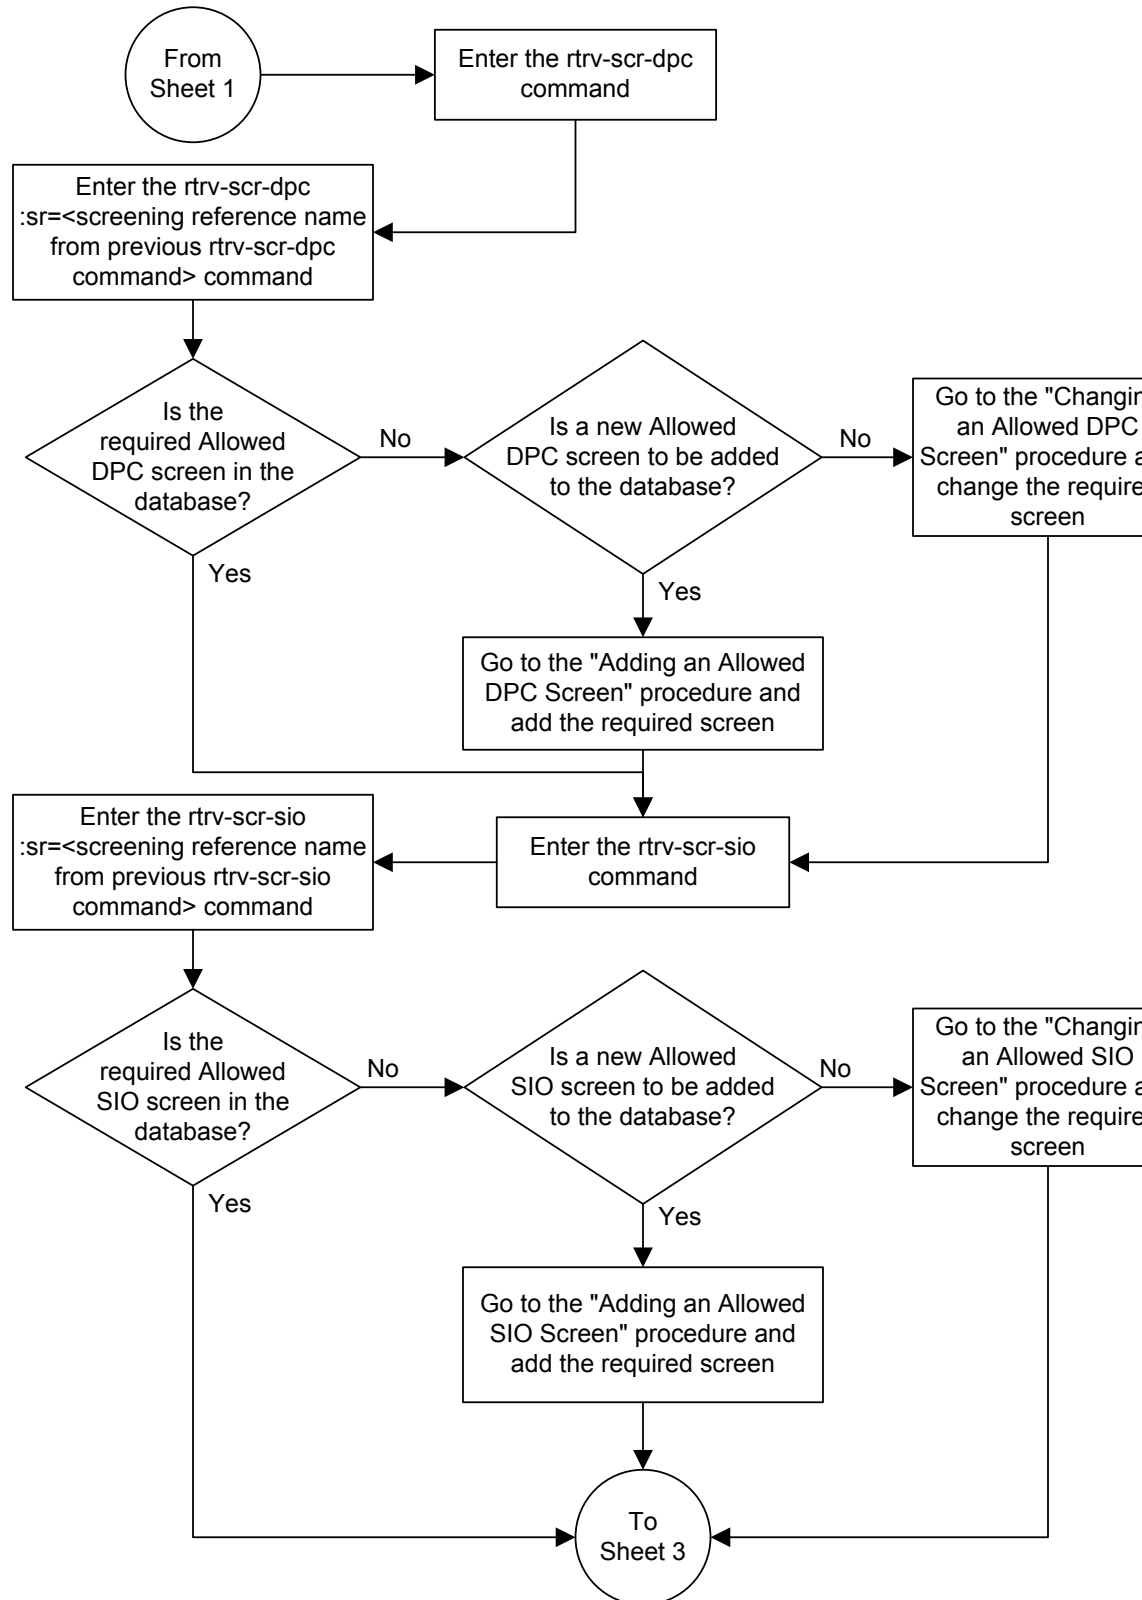 From
Sheet 1
Enter the rtrv-scr-dpc
command
Enter the rtrv-scr-dpc
:sr=<screening reference name
from previous rtrv-scr-dpc
command> command
Is the
required Allowed
DPC screen in the
database?
No
Is a new Allowed
DPC screen to be added
to the database?
No
Go to the "Changin
an Allowed DPC
Screen" procedure a
change the require
screen
Yes
Yes
Go to the "Adding an Allowed
DPC Screen" procedure and
add the required screen
Enter the rtrv-scr-sio
command
Enter the rtrv-scr-sio
:sr=<screening reference name
from previous rtrv-scr-sio
command> command
Is the
required Allowed
SIO screen in the
database?
No
Is a new Allowed
SIO screen to be added
to the database?
No
Go to the "Changin
an Allowed SIO
Screen" procedure a
change the require
screen
Yes
Yes
Go to the "Adding an Allowed
SIO Screen" procedure and
add the required screen
To
Sheet 3